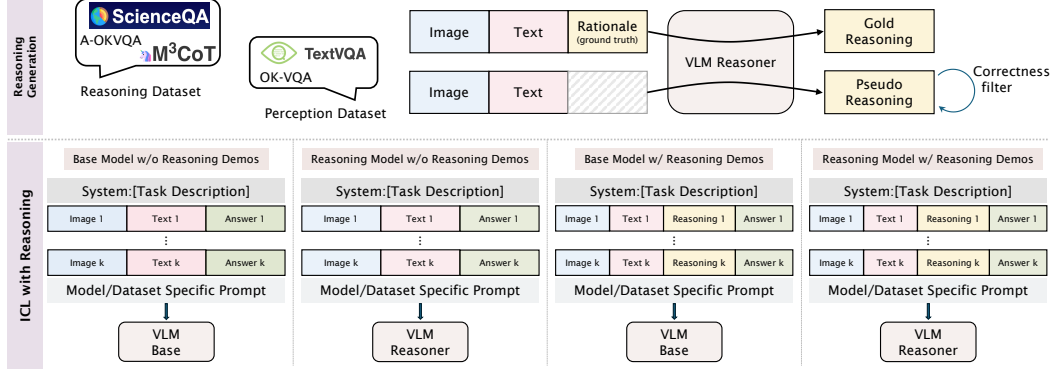 Reasoning
Generation
ScienceQA
A-OKVQA
M³CoT
Reasoning Dataset
TextVQA
OK-VQA
Perception Dataset
Image
Text
Rationale
(ground truth)
Image
Text
VLM Reasoner
Gold
Reasoning
Pseudo
Reasoning
Correctness
filter
ICL with Reasoning
Base Model w/o Reasoning Demos
System:[Task Description]
Image 1
Text 1
Answer 1
⋮
Image k
Text k
Answer k
Model/Dataset Specific Prompt
VLM
Base
Reasoning Model w/o Reasoning Demos
System:[Task Description]
Image 1
Text 1
Answer 1
⋮
Image k
Text k
Answer k
Model/Dataset Specific Prompt
VLM
Reasoner
Base Model w/ Reasoning Demos
System:[Task Description]
Image 1
Text 1
Reasoning 1
Answer 1
⋮
Image k
Text k
Reasoning k
Answer k
Model/Dataset Specific Prompt
VLM
Base
Reasoning Model w/ Reasoning Demos
System:[Task Description]
Image 1
Text 1
Reasoning 1
Answer 1
⋮
Image k
Text k
Reasoning k
Answer k
Model/Dataset Specific Prompt
VLM
Reasoner